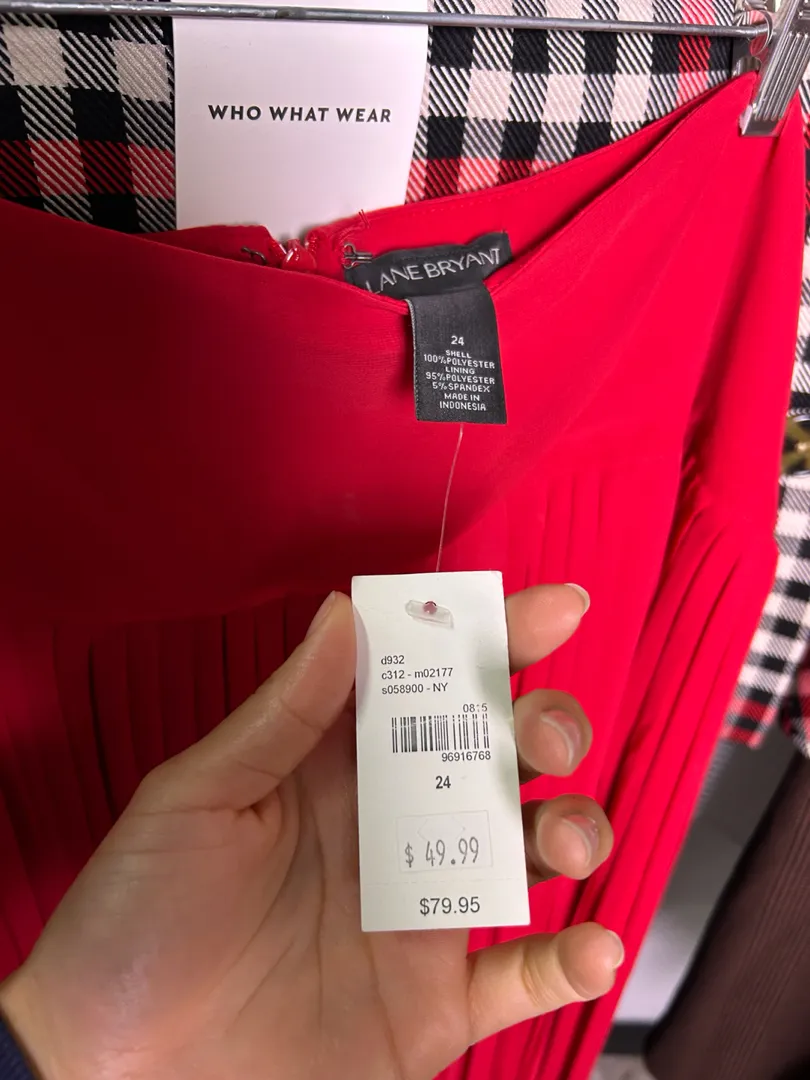 WHO WHAT WEAR
LANE BRYANT
24
SHELL
100%POLYESTER
LINING
95%POLYESTER
5%SPANDEX
MADE IN
INDONESIA
d932
c312 - m02177
s058900 - NY
0815
96916768
24
$ 49.99
$79.95